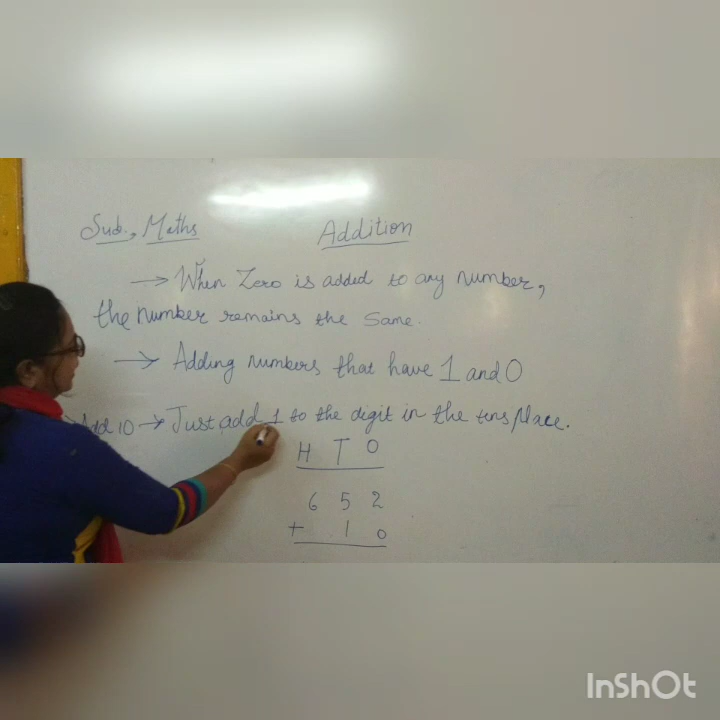 Sub, Maths Addition
→ When Zero is added to any number,
the number remains the same.
→ Adding numbers that have 1 and 0
Add 10 → Just add 1 to the digit in the tens place.
H T O
6 5 2
+ 1 0
InShOt